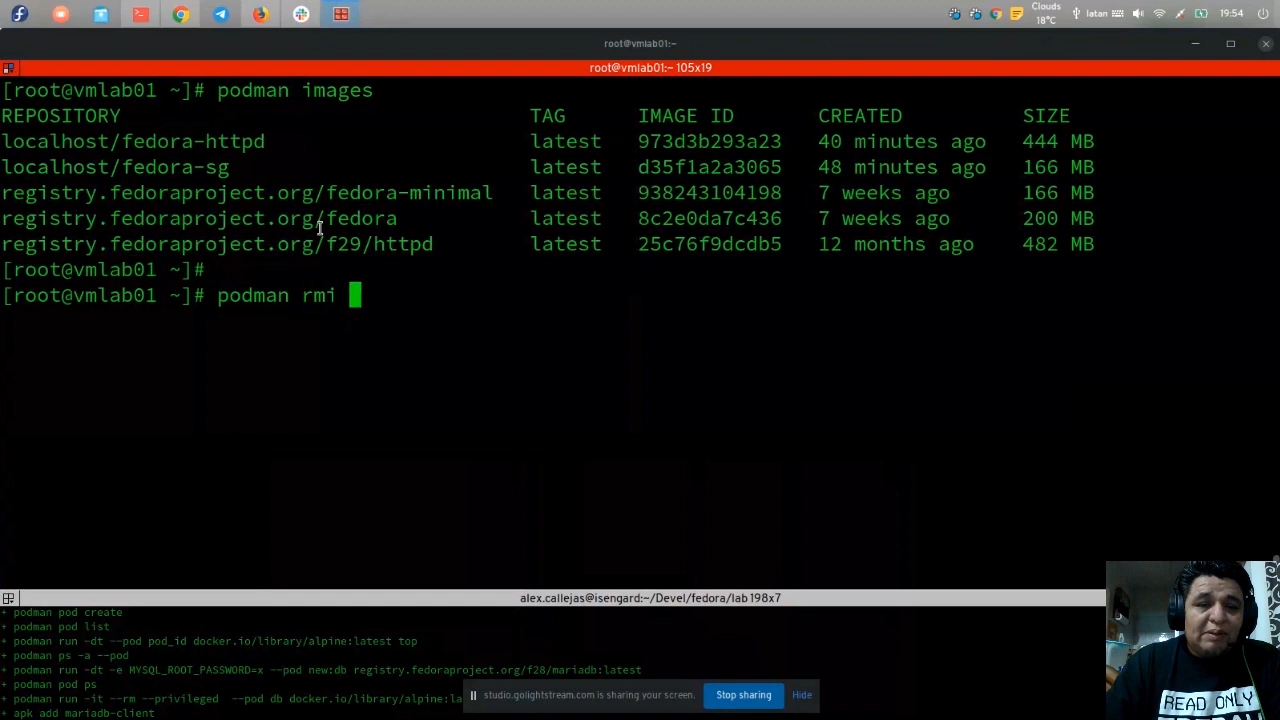 Clouds
18°C
latan
19:54
root@vmlab01:~
root@vmlab01:~ 105x19
[root@vmlab01 ~]# podman images
REPOSITORY TAG IMAGE ID CREATED SIZE
localhost/fedora-httpd latest 973d3b293a23 40 minutes ago 444 MB
localhost/fedora-sg latest d35f1a2a3065 48 minutes ago 166 MB
registry.fedoraproject.org/fedora-minimal latest 938243104198 7 weeks ago 166 MB
registry.fedoraproject.org/fedora latest 8c2e0da7c436 7 weeks ago 200 MB
registry.fedoraproject.org/f29/httpd latest 25c76f9dcdb5 12 months ago 482 MB
[root@vmlab01 ~]#
[root@vmlab01 ~]# podman rmi
alex.callejas@isengard:~/Devel/fedora/lab 198x7
+ podman pod create
+ podman pod list
+ podman run -dt --pod pod_id docker.io/library/alpine:latest top
+ podman ps -a --pod
+ podman run -dt -e MYSQL_ROOT_PASSWORD=x --pod new:db registry.fedoraproject.org/f28/mariadb:latest
+ podman pod ps
+ podman run -it --rm --privileged --pod db docker.io/library/alpine:la
+ apk add mariadb-client
studio.golightstream.com is sharing your screen.
Stop sharing
Hide
READ ONLY